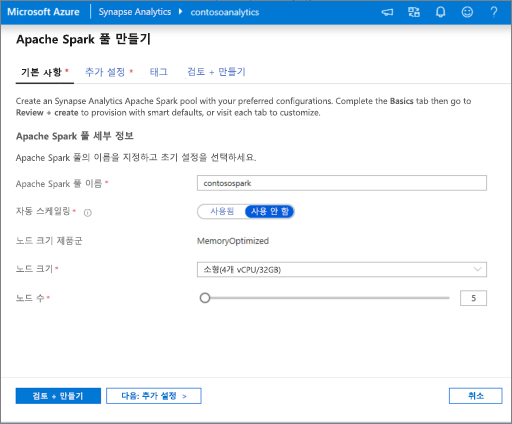 Microsoft Azure Synapse Analytics ▸ contosoanalytics ?
Apache Spark 풀 만들기
기본 사항 * 추가 설정 * 태그 검토 + 만들기
Create an Synapse Analytics Apache Spark pool with your preferred configurations. Complete the Basics tab then go to
Review + create to provision with smart defaults, or visit each tab to customize.
Apache Spark 풀 세부 정보
Apache Spark 풀의 이름을 지정하고 초기 설정을 선택하세요.
Apache Spark 풀 이름 * contosospark
자동 스케일링 * 사용됨 사용 안 함
노드 크기 제품군 MemoryOptimized
노드 크기 * 소형(4개 vCPU/32GB)
노드 수 * 5
검토 + 만들기 다음: 추가 설정 > 취소